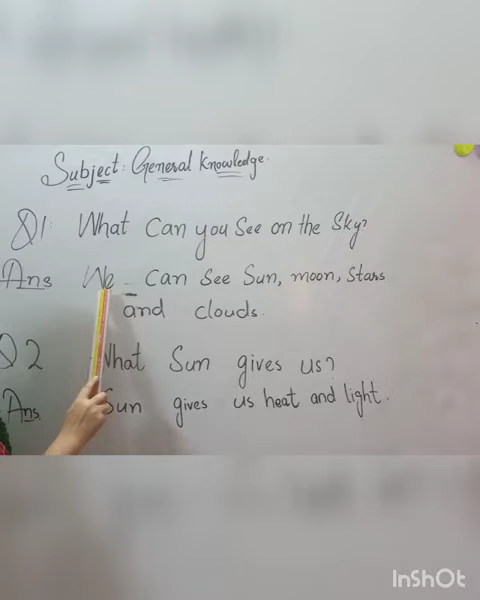 Subject: General Knowledge.
Q1: What Can you See on the Sky?
Ans We _ Can See Sun, moon, Stars
and clouds.
Q2 What Sun gives us?
Ans. Sun gives us heat and light.
InShOt